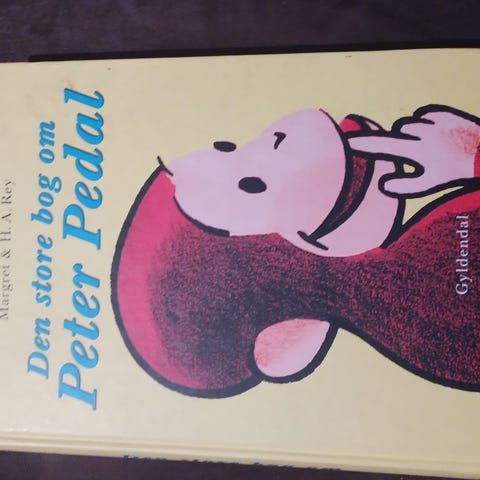 Margret & H. A. Rey
Den store bog om
Peter Pedal
Gyldendal